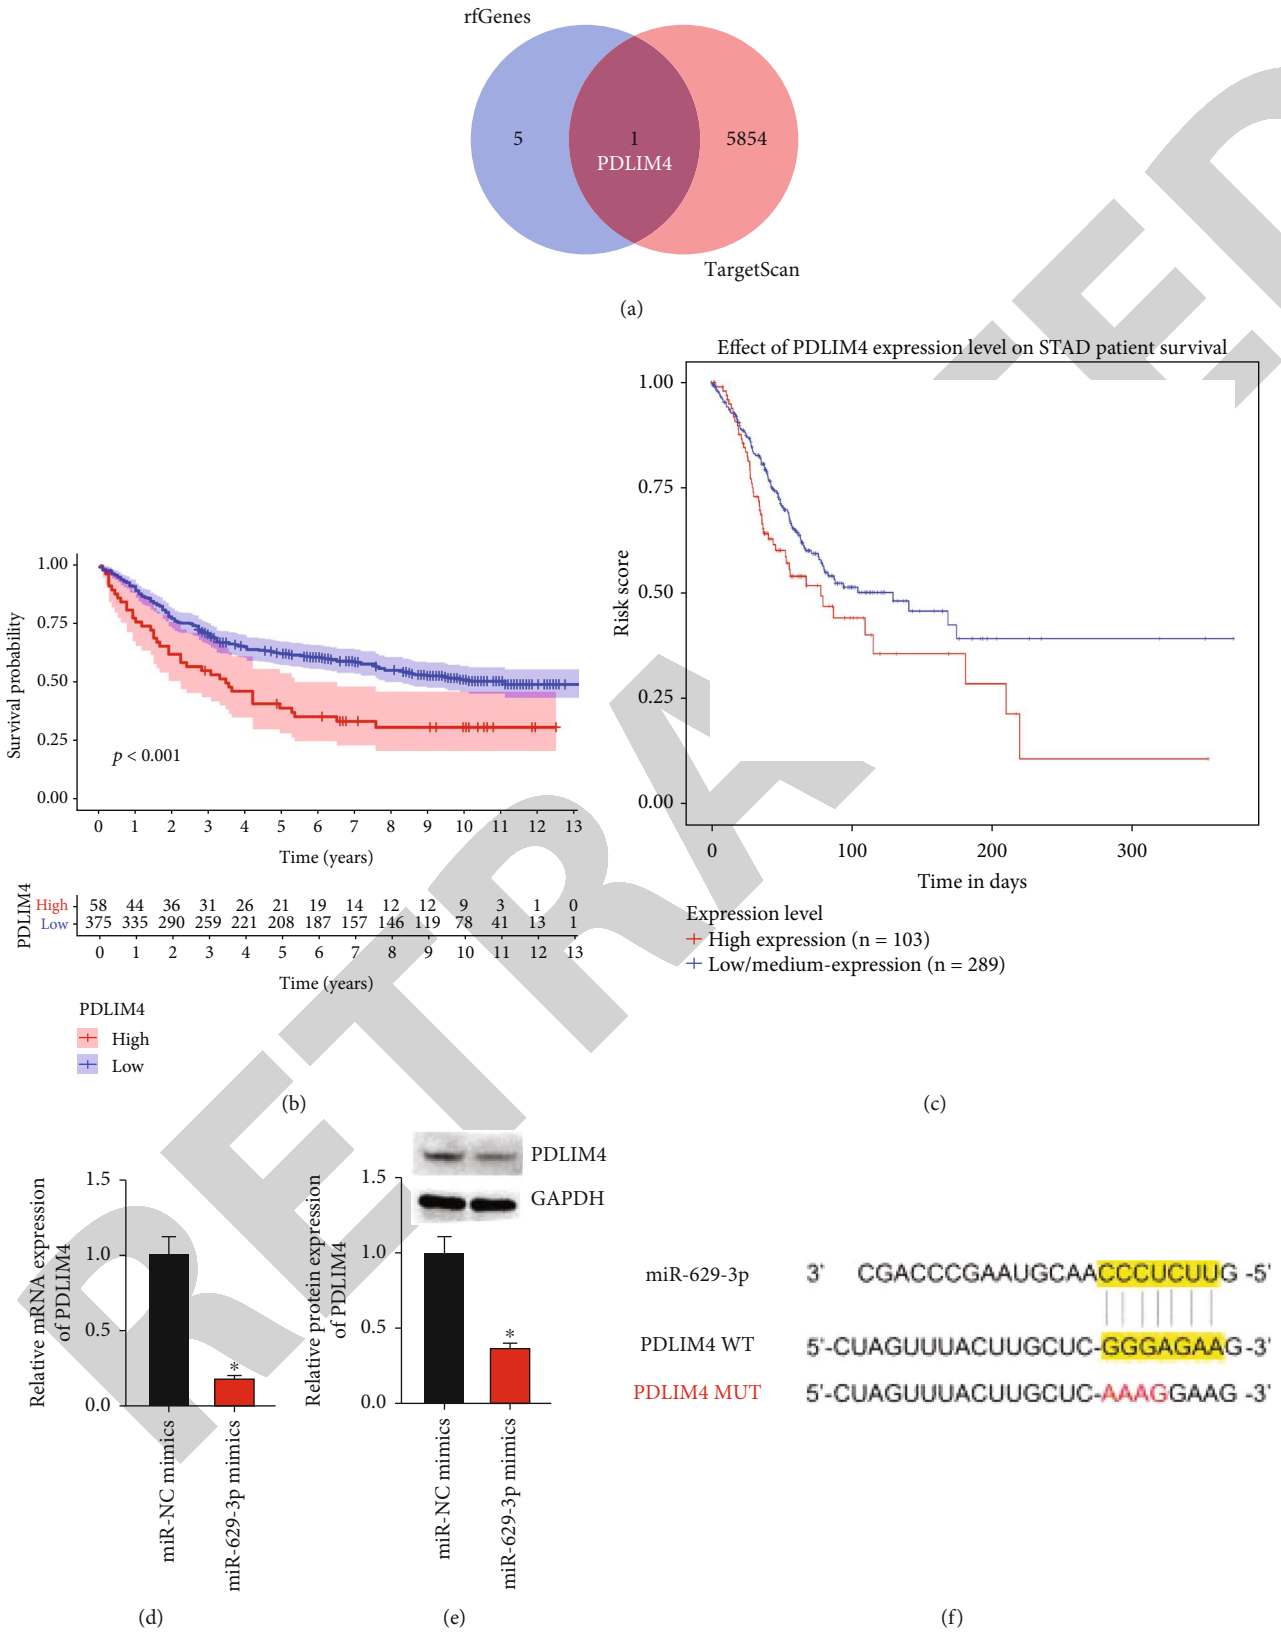 rfGenes
5
1
5854
PDLIM4
TargetScan
(a)
Effect of PDLIM4 expression level on STAD patient survival
1.00
0.75
0.50
0.25
0.00
Risk score
0 100 200 300
Time in days
Expression level
High expression (n = 103)
Low/medium-expression (n = 289)
(c)
1.00
0.75
0.50
0.25
0.00
Survival probability
p < 0.001
0 1 2 3 4 5 6 7 8 9 10 11 12 13
Time (years)
PDLIM4
High 58 44 36 31 26 21 19 14 12 12 9 3 1 0
Low 375 335 290 259 221 208 187 157 146 119 78 41 13 1
0 1 2 3 4 5 6 7 8 9 10 11 12 13
Time (years)
PDLIM4
High
Low
(b)
1.5
1.0
0.5
0.0
Relative mRNA expression
of PDLIM4
*
miR-NC mimics
miR-629-3p mimics
(d)
PDLIM4
GAPDH
1.5
1.0
0.5
0.0
Relative protein expression
of PDLIM4
*
miR-NC mimics
miR-629-3p mimics
(e)
miR-629-3p 3' CGACCCGAAUGCAACCCUCUUG -5'
PDLIM4 WT 5'-CUAGUUUACUUGCUC-GGGAGAAG -3'
PDLIM4 MUT 5'-CUAGUUUACUUGCUC-AAAGGAAG -3'
(f)
RETRA
ED